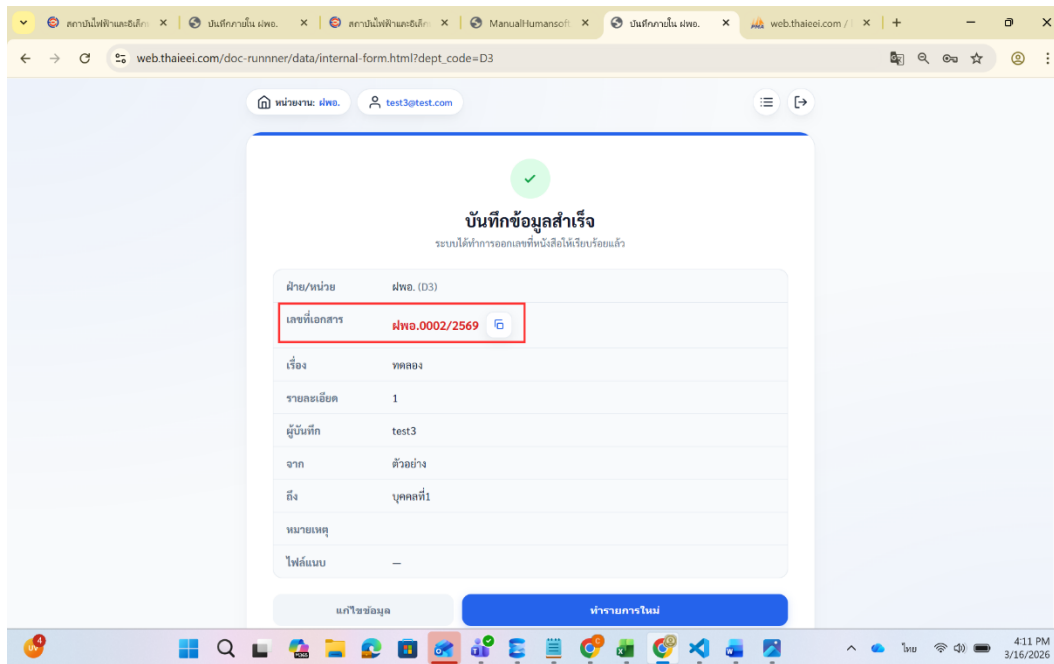 สถาบันไฟฟ้าและอิเล็ก
บันทึกภายใน ฝพอ.
สถาบันไฟฟ้าและอิเล็ก
ManualHumansoft
บันทึกภายใน ฝพอ.
web.thaieei.com /
web.thaieei.com/doc-runnner/data/internal-form.html?dept_code=D3
หน่วยงาน: ฝพอ.
test3@test.com
บันทึกข้อมูลสำเร็จ
ระบบได้ทำการออกเลขที่หนังสือให้เรียบร้อยแล้ว
ฝ่าย/หน่วย ฝพอ. (D3)
เลขที่เอกสาร ฝพอ.0002/2569
เรื่อง ทดลอง
รายละเอียด 1
ผู้บันทึก test3
จาก ตัวอย่าง
ถึง บุคคลที่1
หมายเหตุ
ไฟล์แนบ —
แก้ไขข้อมูล ทำรายการใหม่
4
ไทย
4:11 PM
3/16/2026